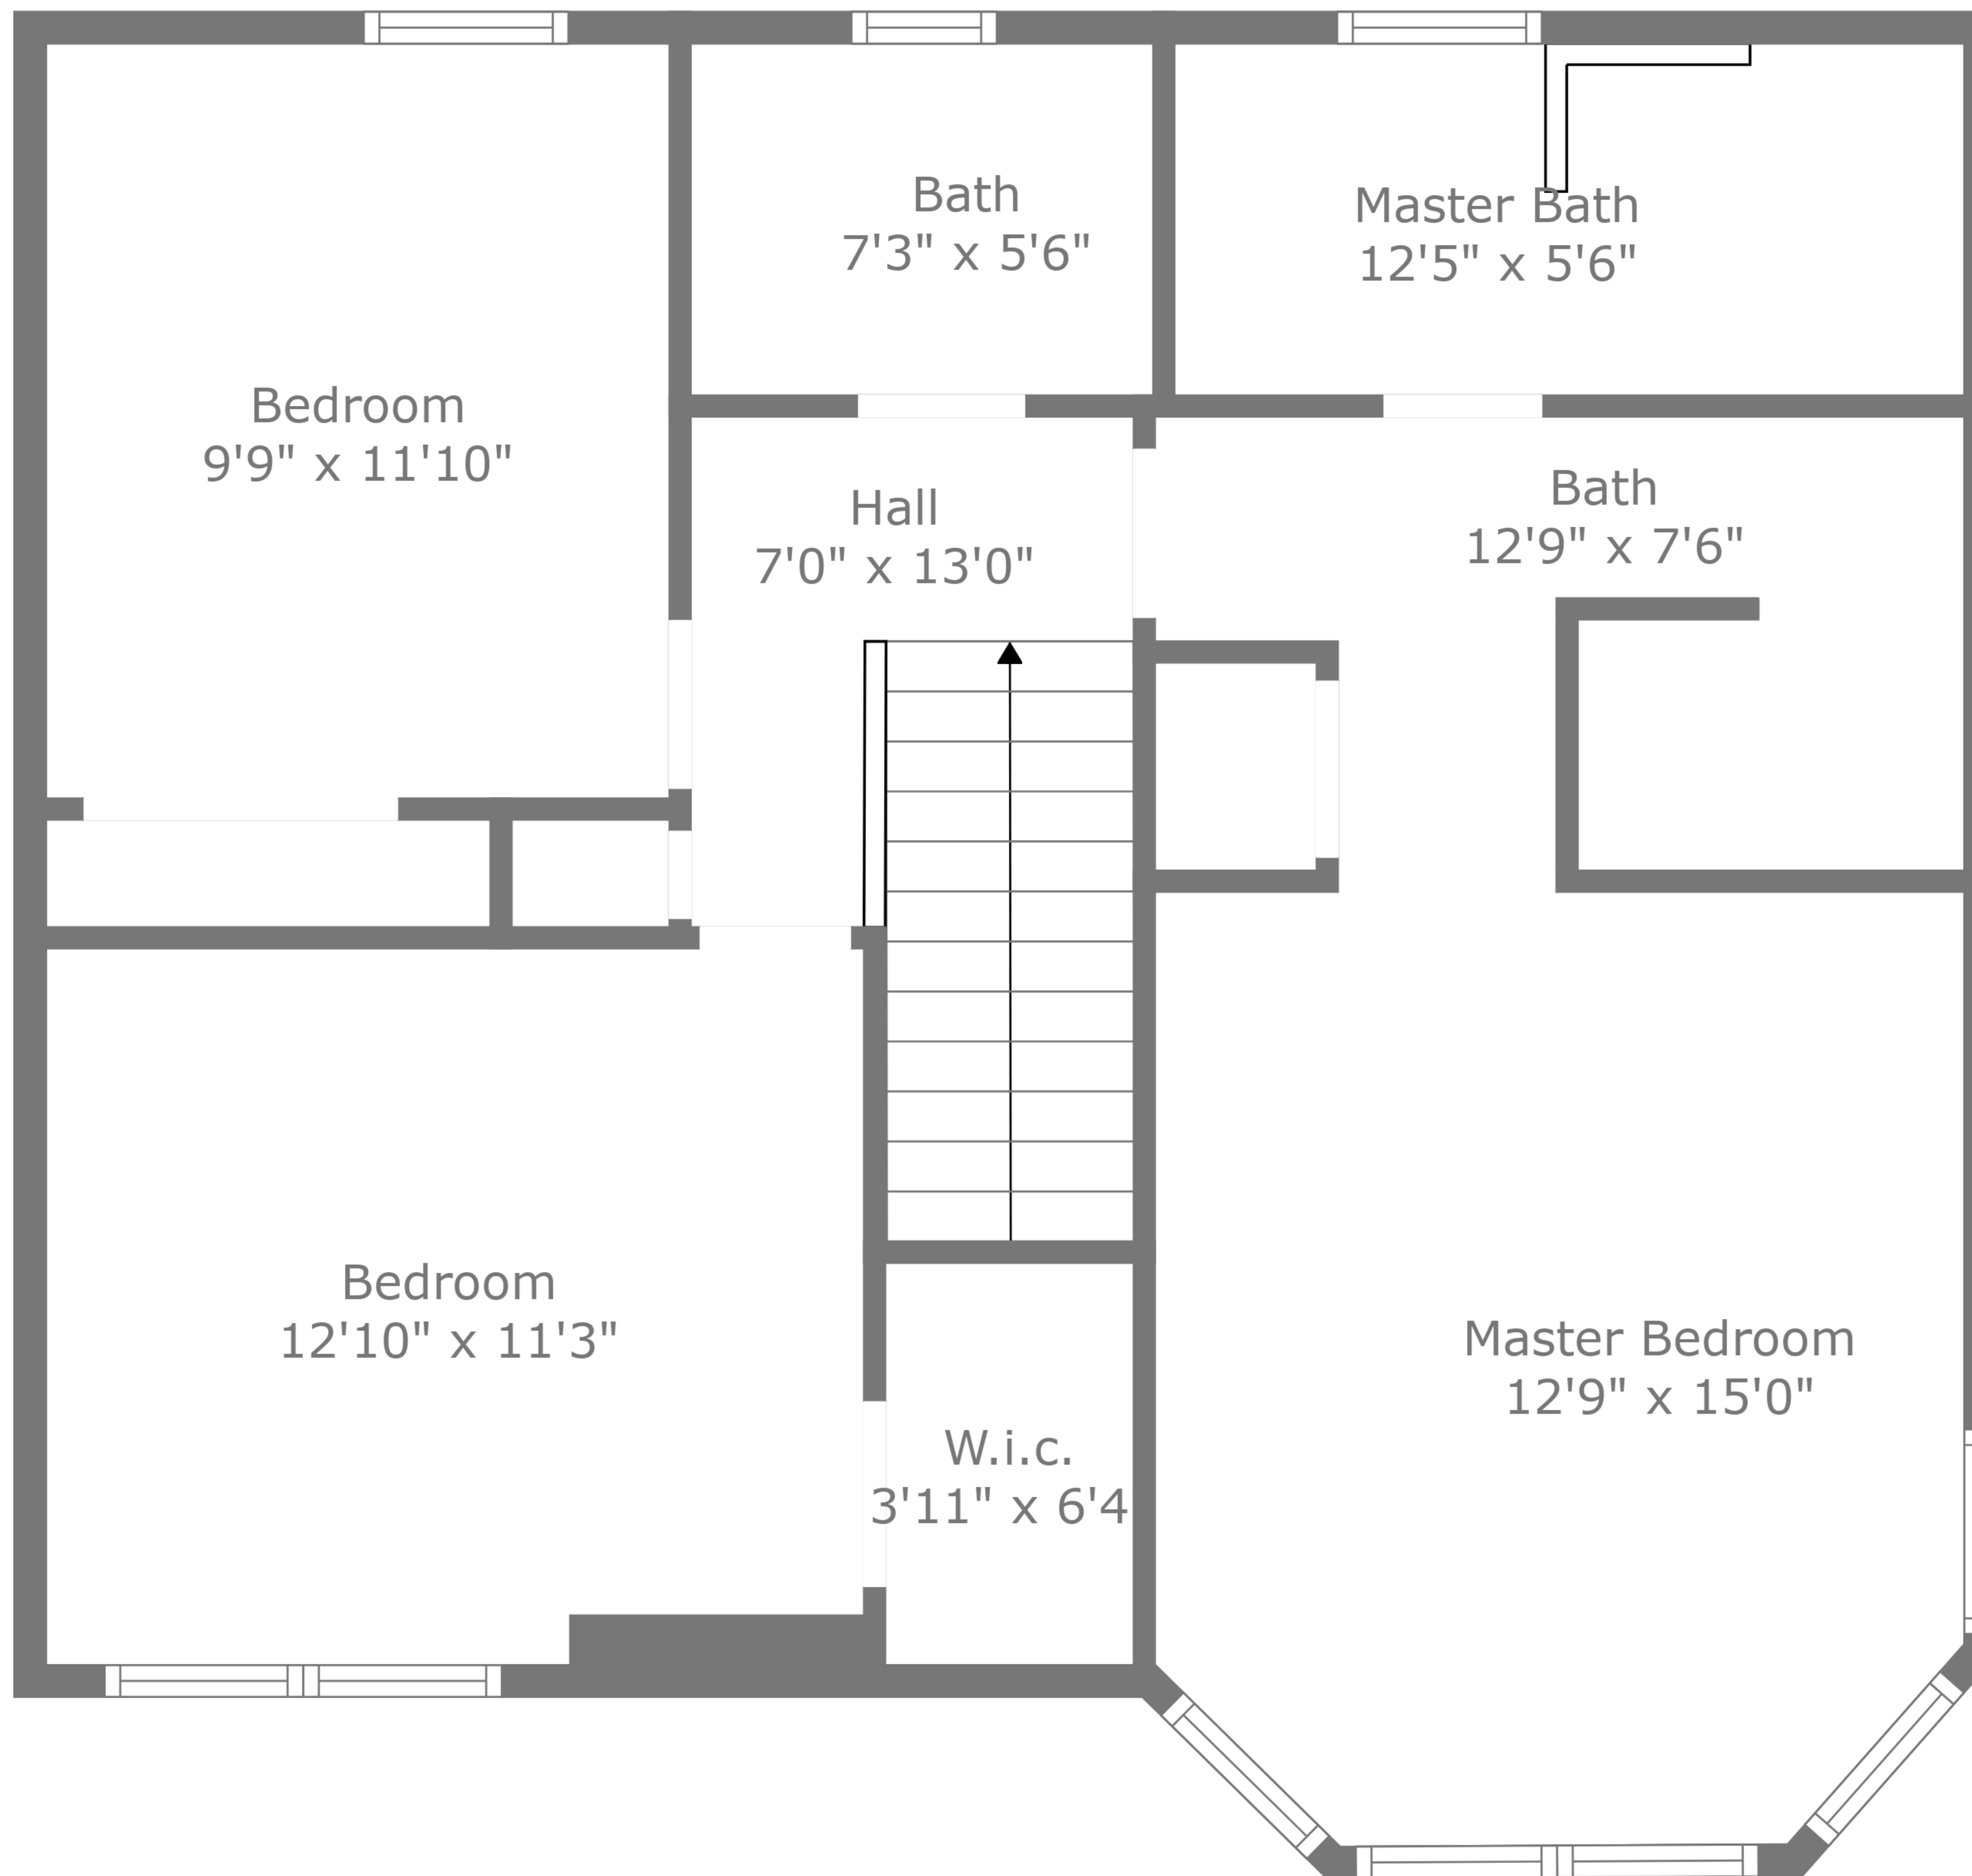 Bath
7'3" x 5'6"
Master Bath
12'5" x 5'6"
Bedroom
9'9" x 11'10"
Hall
7'0" x 13'0"
Bath
12'9" x 7'6"
Bedroom
12'10" x 11'3"
Master Bedroom
12'9" x 15'0"
W.i.c.
3'11" x 6'4